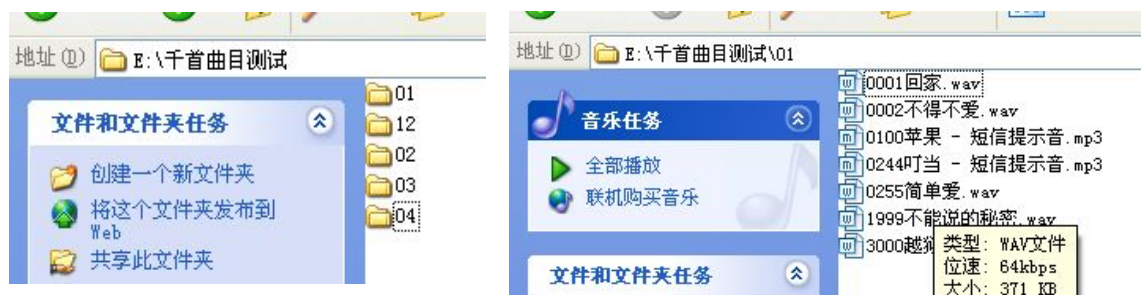 地址(D) E:\千首曲目测试
文件和文件夹任务
创建一个新文件夹
将这个文件夹发布到
Web
共享此文件夹
01
12
02
03
04
地址(D) E:\千首曲目测试\01
音乐任务
全部播放
联机购买音乐
文件和文件夹任务
0001回家.wav
0002不得不爱.wav
0100苹果 - 短信提示音.mp3
0244叮当 - 短信提示音.mp3
0255简单爱.wav
1999不能说的秘密.wav
3000越狱
类型: WAV文件
位速: 64kbps
大小: 371 KB